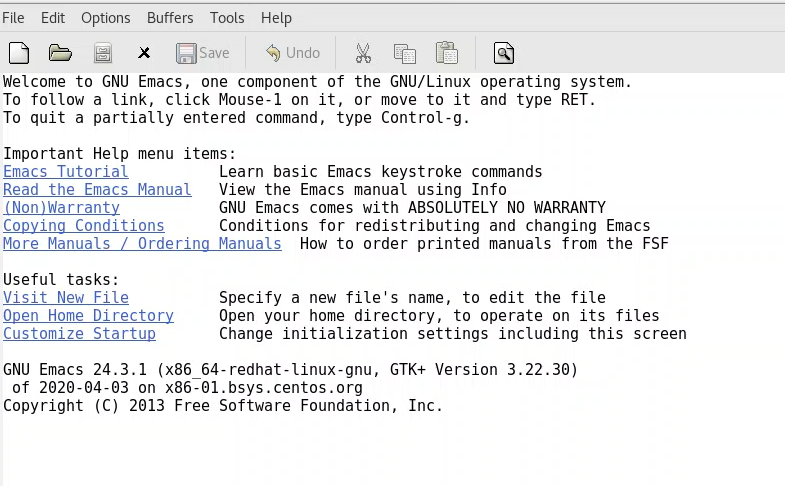 File Edit Options Buffers Tools Help
Save Undo
Welcome to GNU Emacs, one component of the GNU/Linux operating system.
To follow a link, click Mouse-1 on it, or move to it and type RET.
To quit a partially entered command, type Control-g.
Important Help menu items:
Emacs Tutorial Learn basic Emacs keystroke commands
Read the Emacs Manual View the Emacs manual using Info
(Non)Warranty GNU Emacs comes with ABSOLUTELY NO WARRANTY
Copying Conditions Conditions for redistributing and changing Emacs
More Manuals / Ordering Manuals How to order printed manuals from the FSF
Useful tasks:
Visit New File Specify a new file's name, to edit the file
Open Home Directory Open your home directory, to operate on its files
Customize Startup Change initialization settings including this screen
GNU Emacs 24.3.1 (x86_64-redhat-linux-gnu, GTK+ Version 3.22.30)
of 2020-04-03 on x86-01.bsys.centos.org
Copyright (C) 2013 Free Software Foundation, Inc.